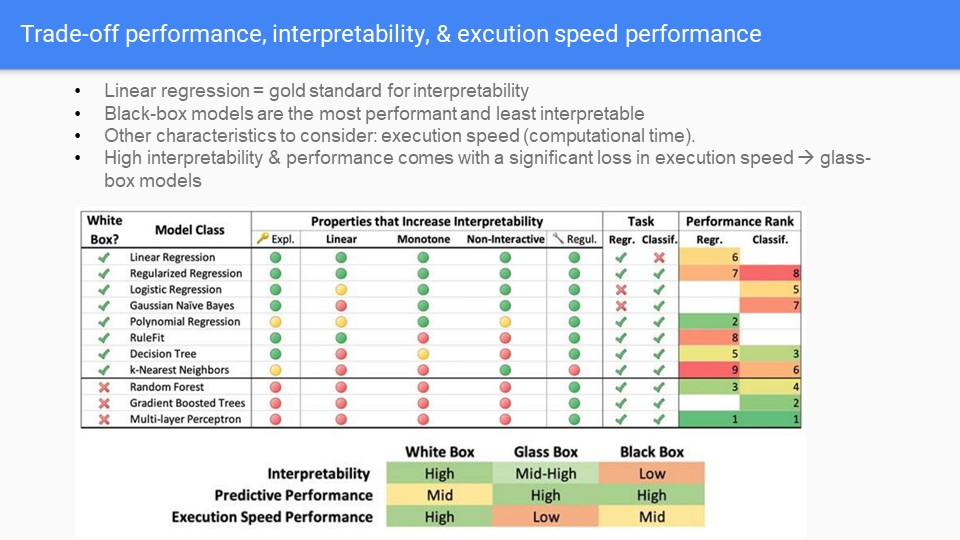 Trade-off performance, interpretability, & excution speed performance
• Linear regression = gold standard for interpretability
• Black-box models are the most performant and least interpretable
• Other characteristics to consider: execution speed (computational time).
• High interpretability & performance comes with a significant loss in execution speed → glass-
box models
White Box? Model Class Properties that Increase Interpretability Task Performance Rank
Expl. Linear Monotone Non-Interactive Regul. Regr. Classif. Regr. Classif.
Linear Regression 6
Regularized Regression 7 8
Logistic Regression 5
Gaussian Naïve Bayes 7
Polynomial Regression 2
RuleFit 8
Decision Tree 5 3
k-Nearest Neighbors 9 6
Random Forest 3 4
Gradient Boosted Trees 2
Multi-layer Perceptron 1 1
White Box Glass Box Black Box
Interpretability High Mid-High Low
Predictive Performance Mid High High
Execution Speed Performance High Low Mid